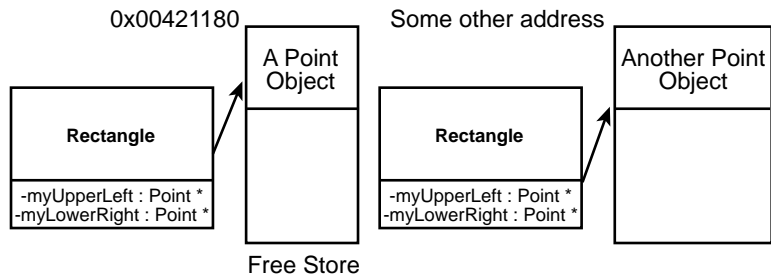 0x00421180
Some other address
A Point
Object
Another Point
Object
Rectangle
Rectangle
-myUpperLeft : Point *
-myLowerRight : Point *
-myUpperLeft : Point *
-myLowerRight : Point *
Free Store